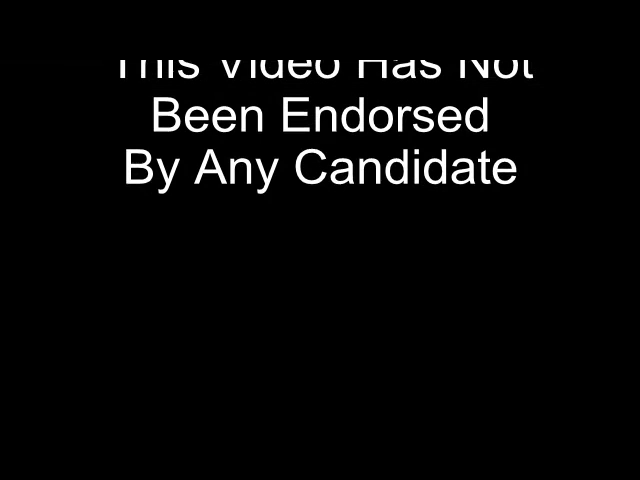 This Video Has Not
Been Endorsed
By Any Candidate